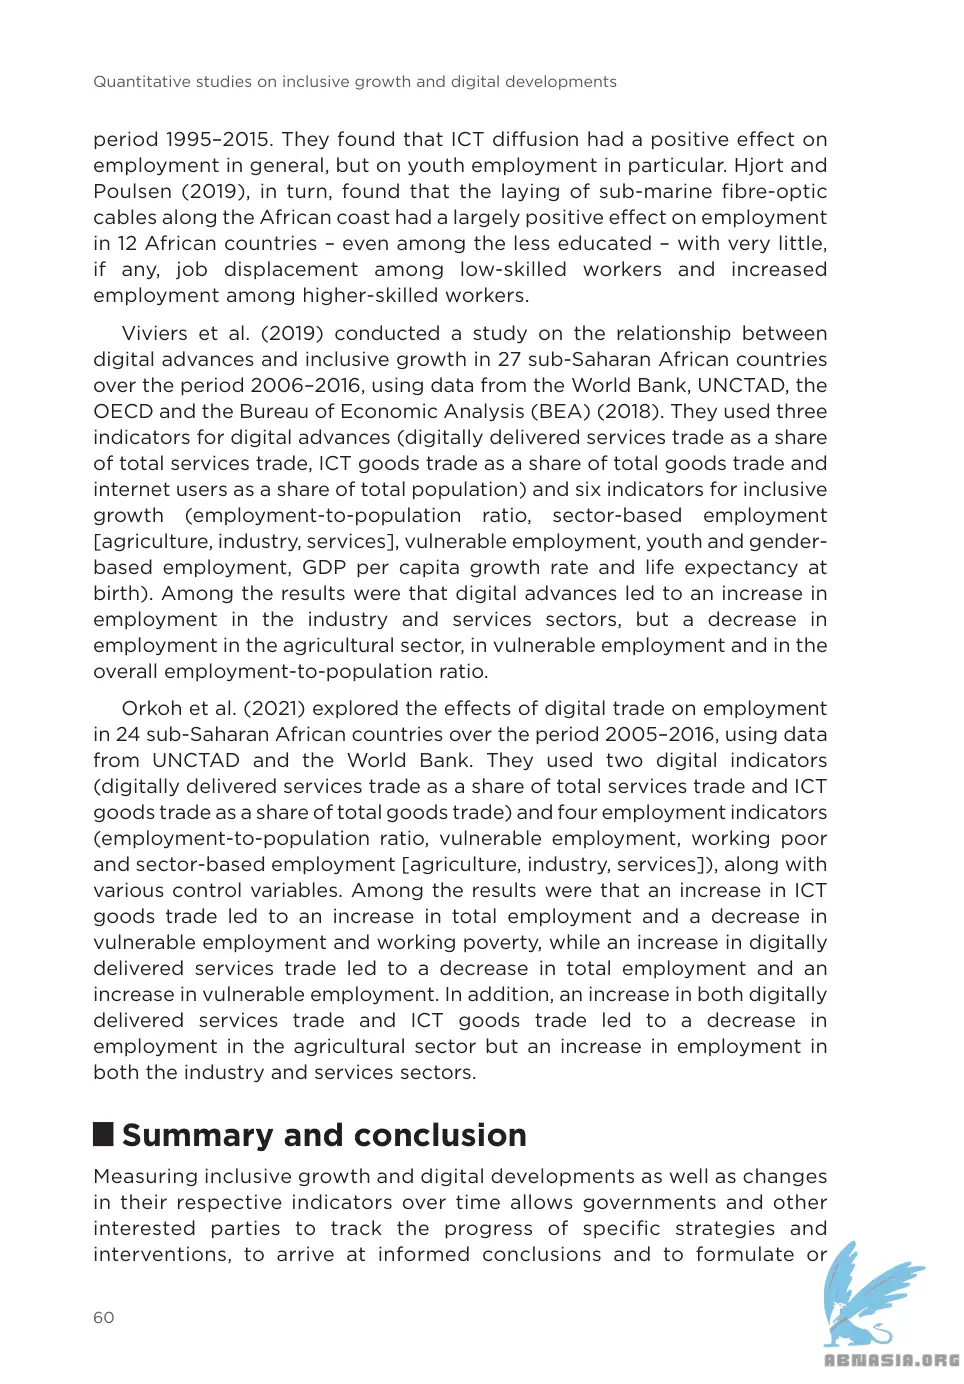 Quantitative studies on inclusive growth and digital developments
period 1995–2015. They found that ICT diffusion had a positive effect on
employment in general, but on youth employment in particular. Hjort and
Poulsen (2019), in turn, found that the laying of sub-marine fibre-optic
cables along the African coast had a largely positive effect on employment
in 12 African countries – even among the less educated – with very little,
if any, job displacement among low-skilled workers and increased
employment among higher-skilled workers.
Viviers et al. (2019) conducted a study on the relationship between
digital advances and inclusive growth in 27 sub-Saharan African countries
over the period 2006–2016, using data from the World Bank, UNCTAD, the
OECD and the Bureau of Economic Analysis (BEA) (2018). They used three
indicators for digital advances (digitally delivered services trade as a share
of total services trade, ICT goods trade as a share of total goods trade and
internet users as a share of total population) and six indicators for inclusive
growth (employment-to-population ratio, sector-based employment
[agriculture, industry, services], vulnerable employment, youth and gender-
based employment, GDP per capita growth rate and life expectancy at
birth). Among the results were that digital advances led to an increase in
employment in the industry and services sectors, but a decrease in
employment in the agricultural sector, in vulnerable employment and in the
overall employment-to-population ratio.
Orkoh et al. (2021) explored the effects of digital trade on employment
in 24 sub-Saharan African countries over the period 2005–2016, using data
from UNCTAD and the World Bank. They used two digital indicators
(digitally delivered services trade as a share of total services trade and ICT
goods trade as a share of total goods trade) and four employment indicators
(employment-to-population ratio, vulnerable employment, working poor
and sector-based employment [agriculture, industry, services]), along with
various control variables. Among the results were that an increase in ICT
goods trade led to an increase in total employment and a decrease in
vulnerable employment and working poverty, while an increase in digitally
delivered services trade led to a decrease in total employment and an
increase in vulnerable employment. In addition, an increase in both digitally
delivered services trade and ICT goods trade led to a decrease in
employment in the agricultural sector but an increase in employment in
both the industry and services sectors.
Summary and conclusion
Measuring inclusive growth and digital developments as well as changes
in their respective indicators over time allows governments and other
interested parties to track the progress of specific strategies and
interventions, to arrive at informed conclusions and to formulate or
60
ABNASIA.ORG